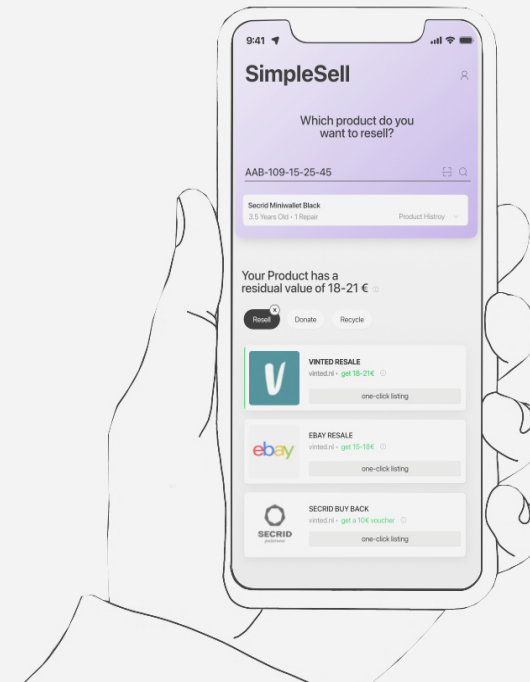 9:41
SimpleSell
Which product do you
want to resell?
AAB-109-15-25-45
Secrid Miniwallet Black
3.5 Years Old • 1 Repair
Product Histroy
Your Product has a
residual value of 18-21 €
Resell
x
Donate
Recycle
V
VINTED RESALE
vinted.nl • get 18-21€
one-click listing
ebay
EBAY RESALE
vinted.nl • get 15-18€
one-click listing
SECRID
SECRID BUY BACK
vinted.nl • get a 10€ voucher
one-click listing